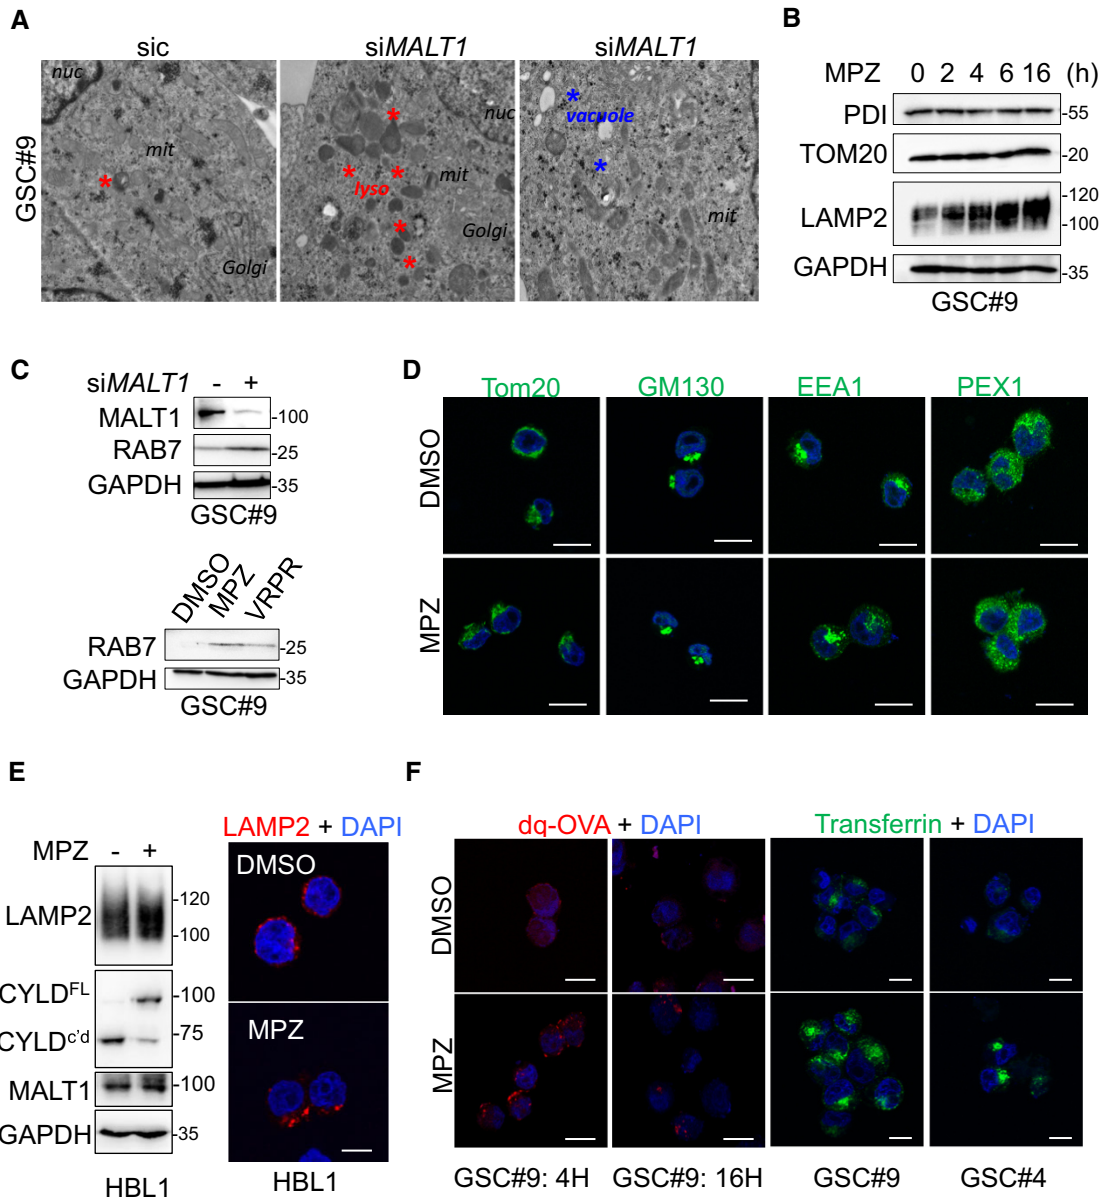 A
sic
siMALT1
siMALT1
GSC#9
nuc
mit
Golgi
nuc
lyso
mit
Golgi
vacuole
mit
B
MPZ 0 2 4 6 16 (h)
PDI -55
TOM20 -20
LAMP2 -120
-100
GAPDH -35
GSC#9
C
siMALT1 - +
MALT1 -100
RAB7 -25
GAPDH -35
GSC#9
DMSO MPZ VRPR
RAB7 -25
GAPDH -35
GSC#9
D
Tom20 GM130 EEA1 PEX1
DMSO
MPZ
E
MPZ - +
LAMP2 -120
-100
CYLDFL -100
CYLDc'd -75
MALT1 -100
GAPDH -35
HBL1
LAMP2 + DAPI
DMSO
MPZ
HBL1
F
dq-OVA + DAPI
Transferrin + DAPI
DMSO
MPZ
GSC#9: 4H GSC#9: 16H GSC#9 GSC#4